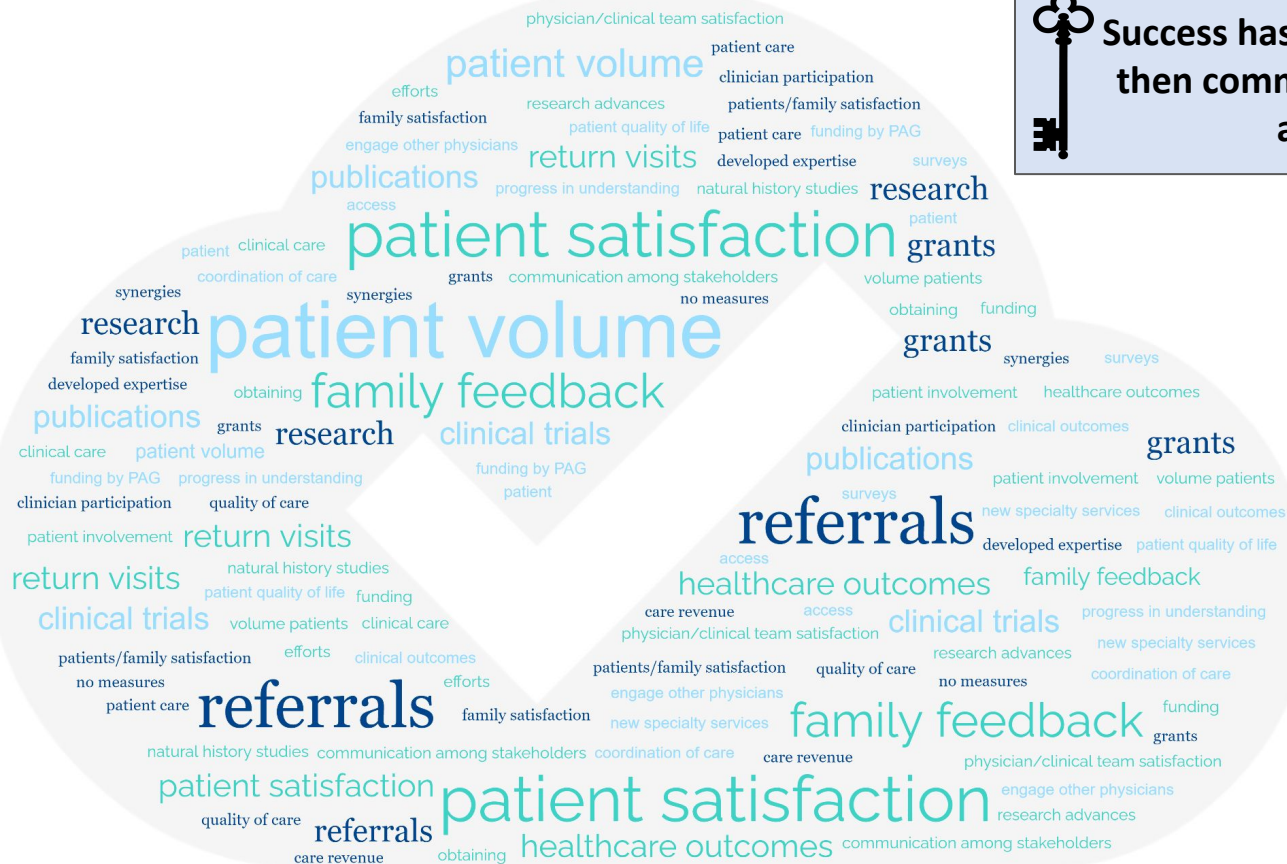 Success has
then comm
a
physician/clinical team satisfaction
patient volume
patient care
clinician participation
efforts
research advances
patients/family satisfaction
family satisfaction
patient quality of life
patient care
funding by PAG
engage other physicians
return visits
developed expertise
surveys
publications
progress in understanding
natural history studies
research
access
patient satisfaction
patient
grants
patient
clinical care
coordination of care
grants
communication among stakeholders
volume patients
synergies
synergies
no measures
obtaining
funding
research
patient volume
grants
synergies
surveys
family satisfaction
developed expertise
obtaining
family feedback
patient involvement
healthcare outcomes
publications
grants
research
clinical trials
clinician participation
clinical outcomes
grants
clinical care
patient volume
funding by PAG
publications
funding by PAG
progress in understanding
patient
patient involvement
volume patients
clinician participation
quality of care
surveys
referrals
new specialty services
clinical outcomes
patient involvement
return visits
developed expertise
patient quality of life
access
return visits
natural history studies
healthcare outcomes
family feedback
patient quality of life
funding
care revenue
access
clinical trials
progress in understanding
clinical trials
volume patients
clinical care
physician/clinical team satisfaction
new specialty services
patients/family satisfaction
efforts
clinical outcomes
research advances
patients/family satisfaction
quality of care
no measures
coordination of care
no measures
efforts
engage other physicians
patient care
referrals
family satisfaction
new specialty services
family feedback
funding
grants
natural history studies
communication among stakeholders
coordination of care
care revenue
physician/clinical team satisfaction
patient satisfaction
patient satisfaction
engage other physicians
research advances
quality of care
referrals
care revenue
obtaining
healthcare outcomes
communication among stakeholders